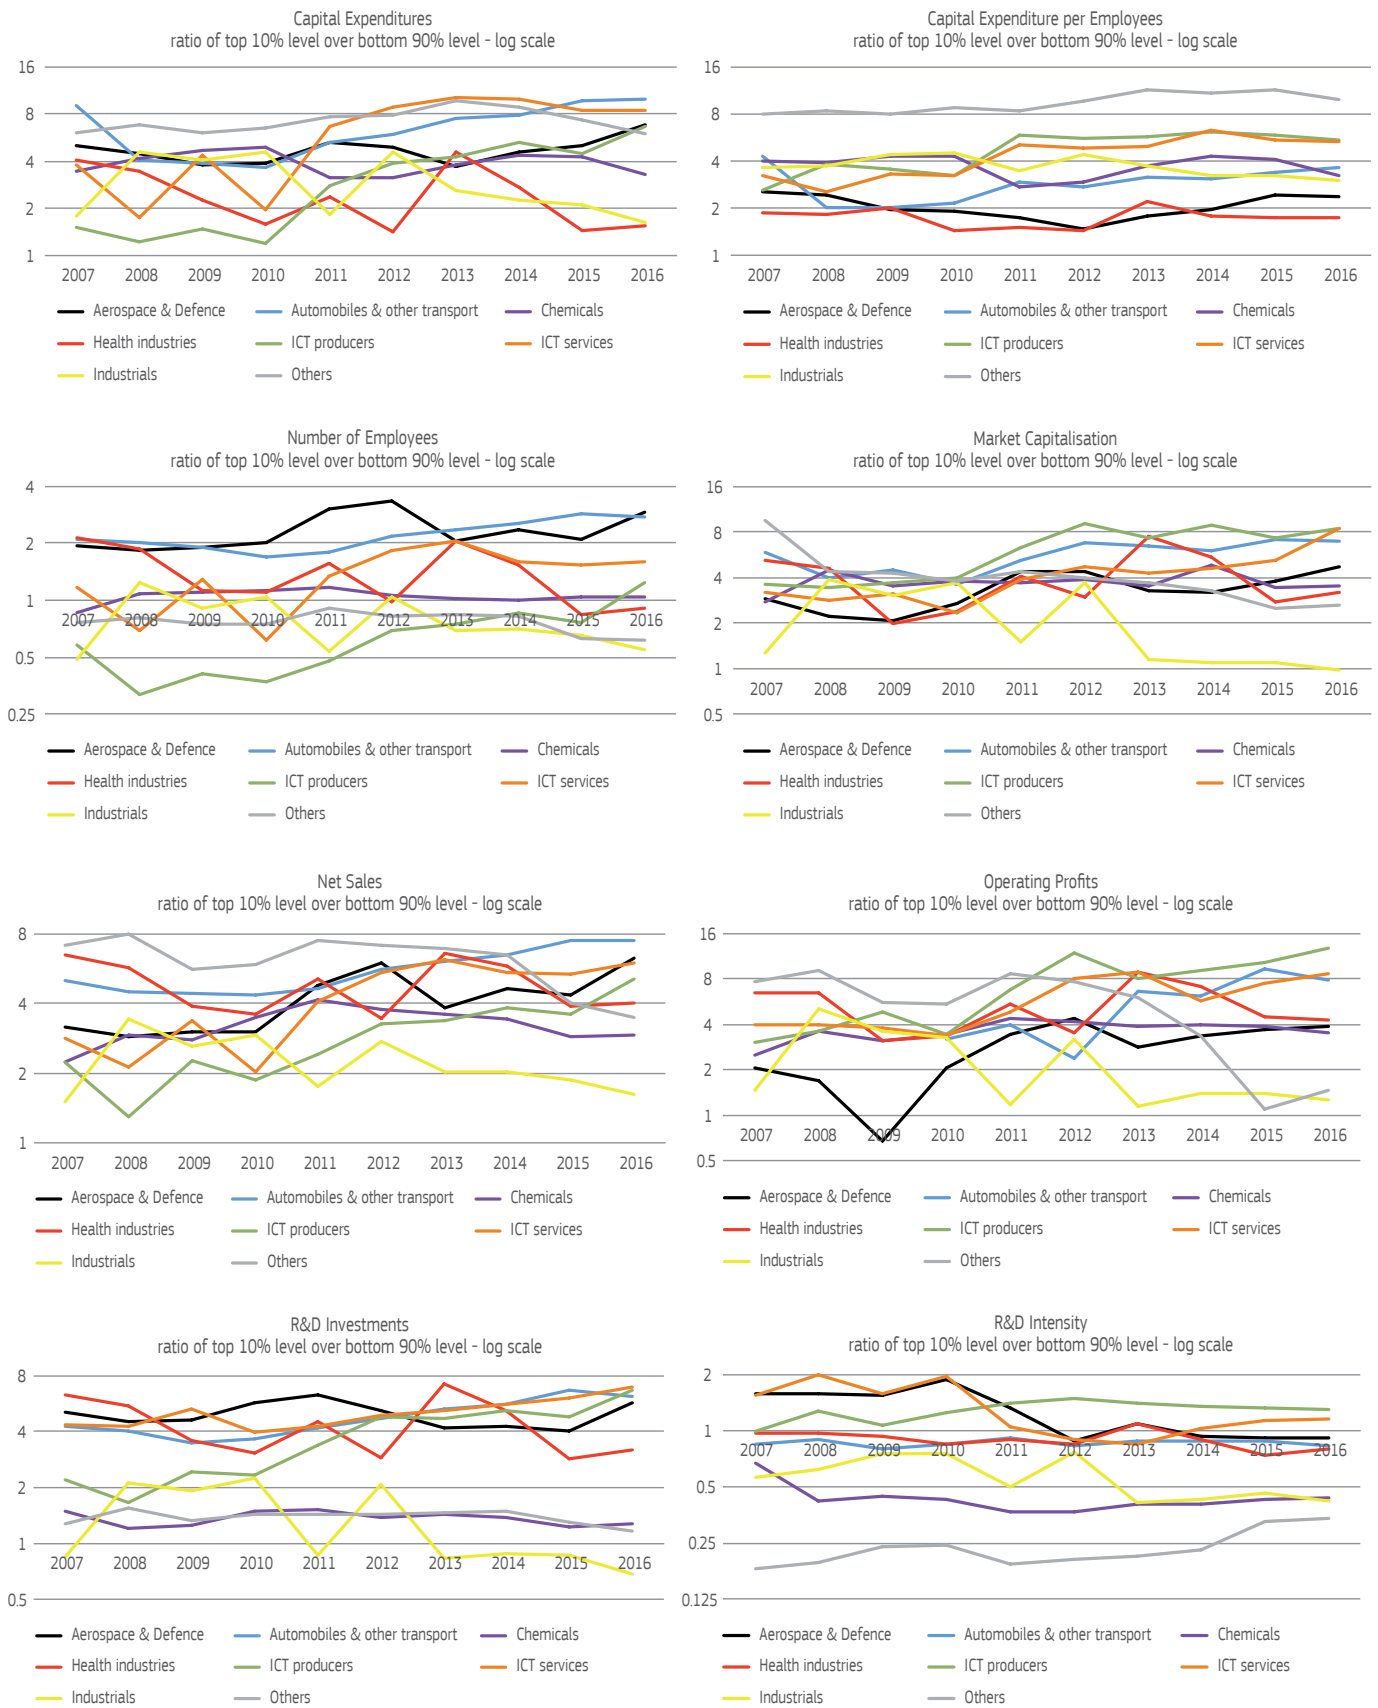 Capital Expenditures
ratio of top 10% level over bottom 90% level - log scale
16
8
4
2
1
2007 2008 2009 2010 2011 2012 2013 2014 2015 2016
Aerospace & Defence Automobiles & other transport Chemicals
Health industries ICT producers ICT services
Industrials Others
Capital Expenditure per Employees
ratio of top 10% level over bottom 90% level - log scale
16
8
4
2
1
2007 2008 2009 2010 2011 2012 2013 2014 2015 2016
Aerospace & Defence Automobiles & other transport Chemicals
Health industries ICT producers ICT services
Industrials Others
Number of Employees
ratio of top 10% level over bottom 90% level - log scale
4
2
1
2007 2008 2009 2010 2011 2012 2013 2014 2015 2016
0.5
0.25
Aerospace & Defence Automobiles & other transport Chemicals
Health industries ICT producers ICT services
Industrials Others
Market Capitalisation
ratio of top 10% level over bottom 90% level - log scale
16
8
4
2
1
2007 2008 2009 2010 2011 2012 2013 2014 2015 2016
0.5
Aerospace & Defence Automobiles & other transport Chemicals
Health industries ICT producers ICT services
Industrials Others
Net Sales
ratio of top 10% level over bottom 90% level - log scale
8
4
2
1
2007 2008 2009 2010 2011 2012 2013 2014 2015 2016
Aerospace & Defence Automobiles & other transport Chemicals
Health industries ICT producers ICT services
Industrials Others
Operating Profits
ratio of top 10% level over bottom 90% level - log scale
16
8
4
2
1
2007 2008 2009 2010 2011 2012 2013 2014 2015 2016
0.5
Aerospace & Defence Automobiles & other transport Chemicals
Health industries ICT producers ICT services
Industrials Others
R&D Investments
ratio of top 10% level over bottom 90% level - log scale
8
4
2
1
2007 2008 2009 2010 2011 2012 2013 2014 2015 2016
0.5
Aerospace & Defence Automobiles & other transport Chemicals
Health industries ICT producers ICT services
Industrials Others
R&D Intensity
ratio of top 10% level over bottom 90% level - log scale
2
1
2007 2008 2009 2010 2011 2012 2013 2014 2015 2016
0.5
0.25
0.125
Aerospace & Defence Automobiles & other transport Chemicals
Health industries ICT producers ICT services
Industrials Others